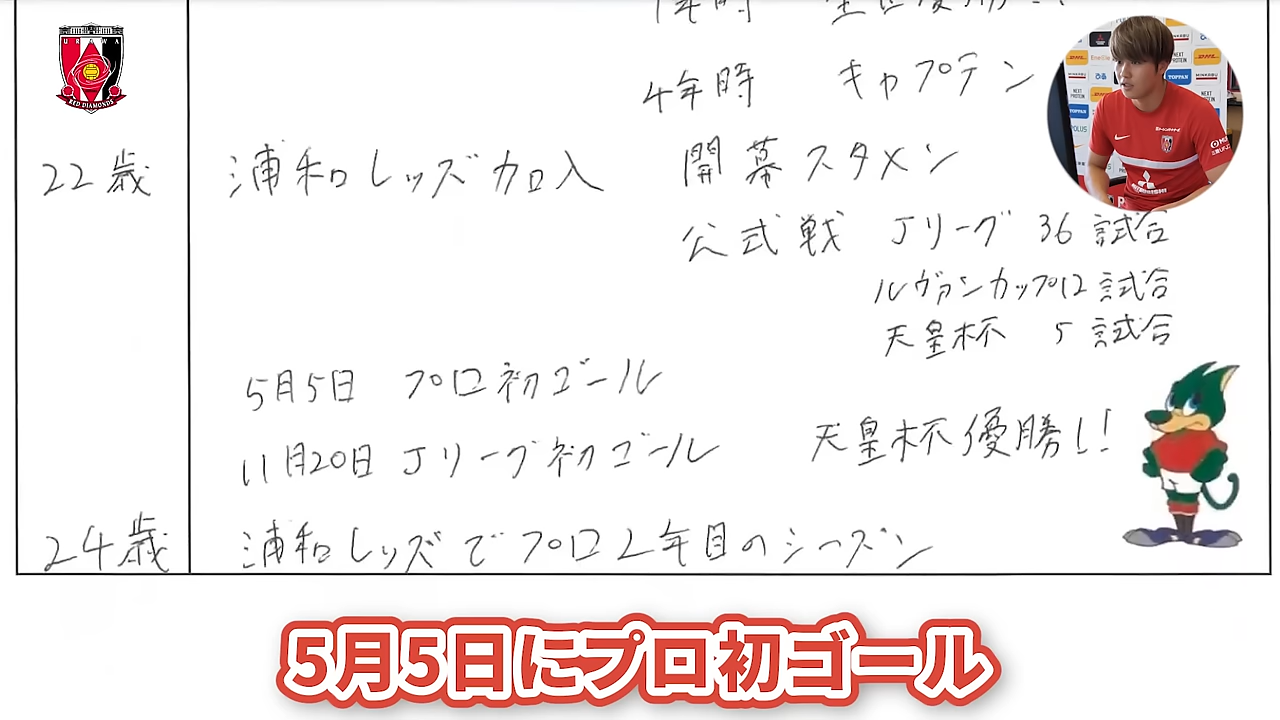 4年時 キャプテン
22歳 浦和レッズ加入 開幕スタメン
公式戦 Jリーグ 36試合
ルヴァンカップ12試合
天皇杯 5試合
5月5日 プロ初ゴール
11月20日 Jリーグ初ゴール 天皇杯優勝!!
24歳 浦和レッズでプロ2年目のシーズン
5月5日にプロ初ゴール
URAWA
RED DIAMONDS
TOPPAN